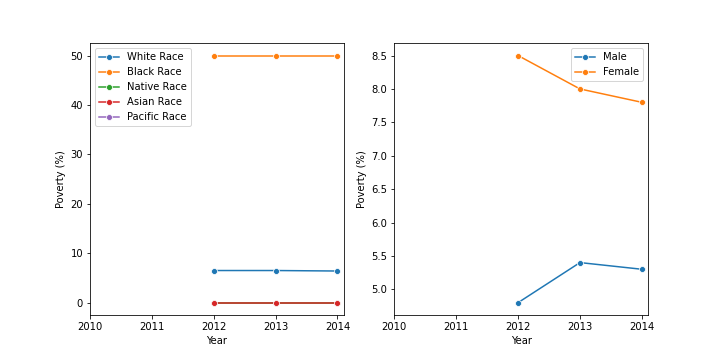 White Race
Black Race
Native Race
Asian Race
Pacific Race
50
40
30
20
10
0
Poverty (%)
2010 2011 2012 2013 2014
Year
Male
Female
8.5
8.0
7.5
7.0
6.5
6.0
5.5
5.0
Poverty (%)
2010 2011 2012 2013 2014
Year